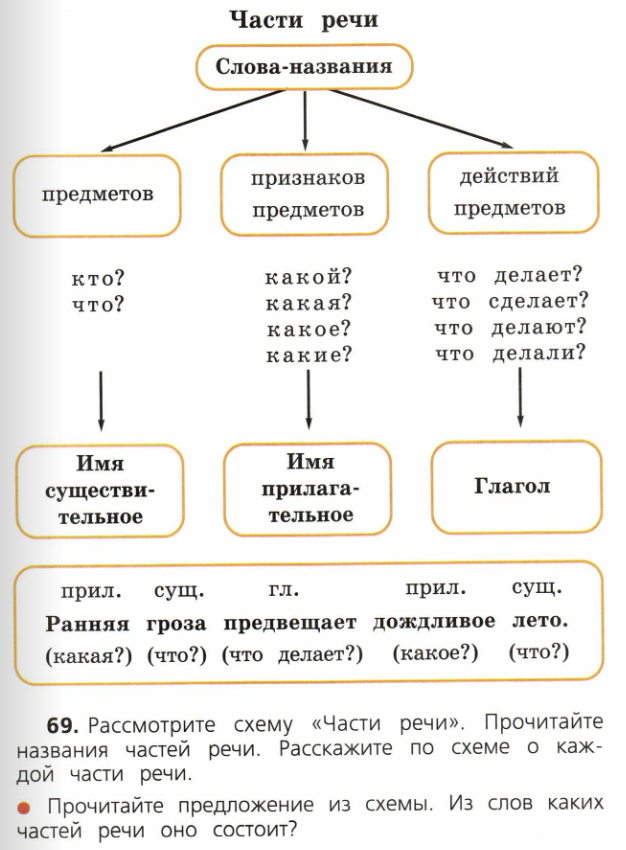 Части речи
Слова-названия
предметов
признаков
предметов
действий
предметов
кто?
что?
какой?
какая?
какое?
какие?
что делает?
что сделает?
что делают?
что делали?
Имя
существи-
тельное
Имя
прилага-
тельное
Глагол
прил. сущ. гл. прил. сущ.
Ранняя гроза предвещает дождливое лето.
(какая?) (что?) (что делает?) (какое?) (что?)
69. Рассмотрите схему «Части речи». Прочитайте
названия частей речи. Расскажите по схеме о каж-
дой части речи.
● Прочитайте предложение из схемы. Из слов каких
частей речи оно состоит?